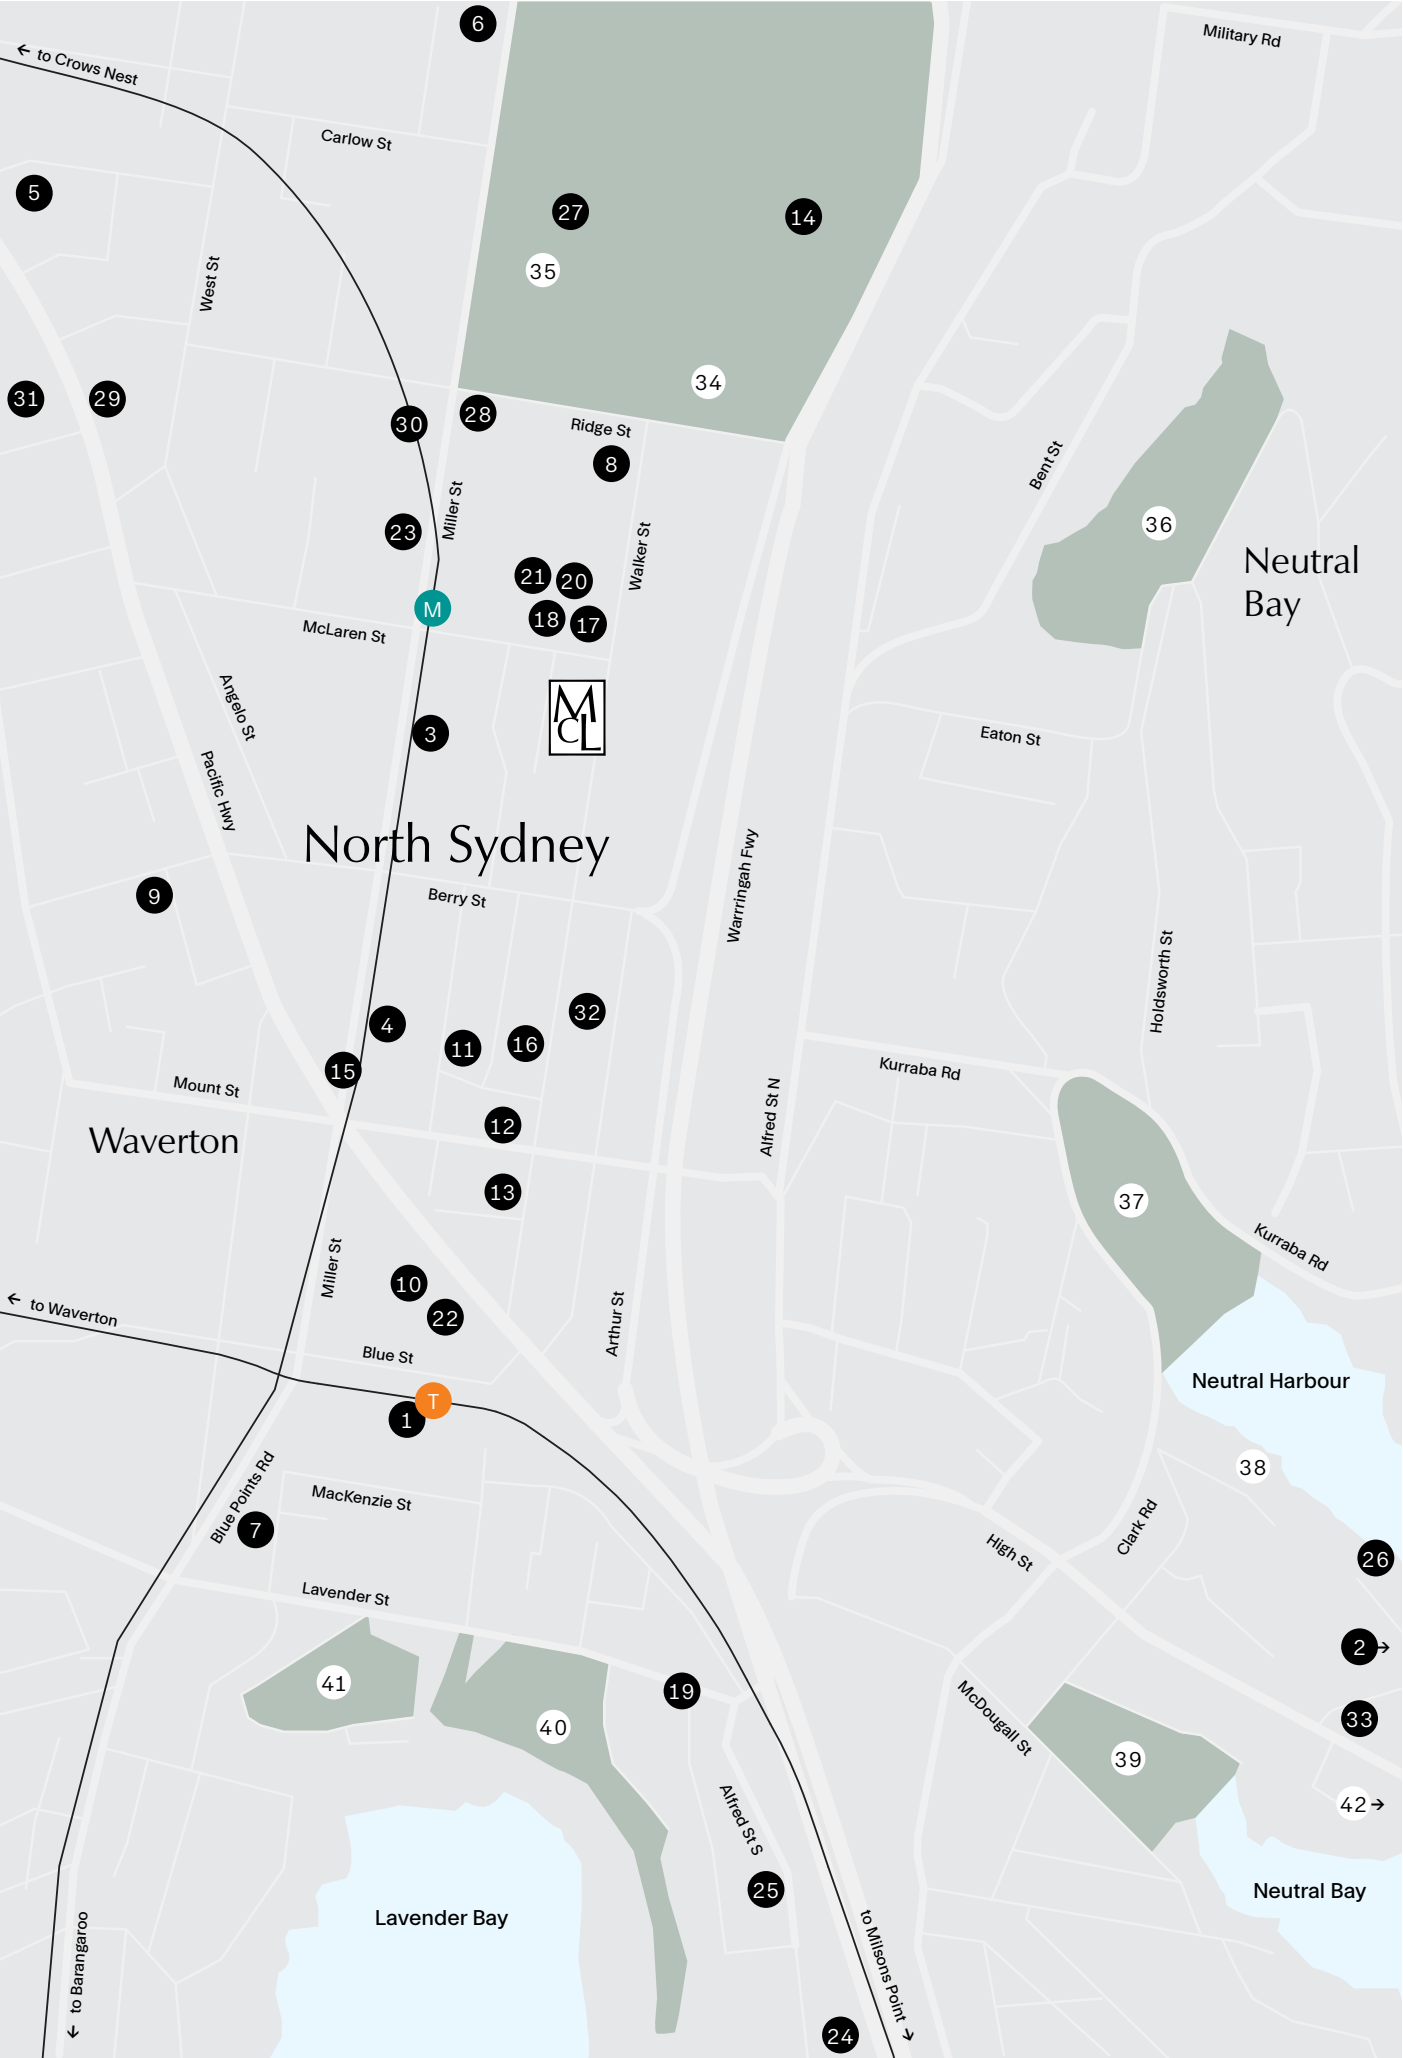 6
Military Rd
← to Crows Nest
Carlow St
5
27
14
35
West St
34
31
29
30
28
Ridge St
8
Bent St
Miller St
23
Walker St
36
Neutral
Bay
21
20
M
18
17
McLaren St
Angelo St
MCL
3
Eaton St
Pacific Hwy
North Sydney
Warrringah Fwy
9
Berry St
Holdsworth St
32
4
16
11
15
Kurraba Rd
Mount St
Alfred St N
12
Waverton
13
37
Kurraba Rd
Miller St
10
← to Waverton
22
Arthur St
Blue St
Neutral Harbour
T
1
38
Blue Points Rd
MacKenzie St
7
Clark Rd
High St
26
Lavender St
2 →
41
19
McDougall St
33
40
39
42 →
Alfred St S
25
Neutral Bay
Lavender Bay
← to Barangaroo
to Milsons Point →
24